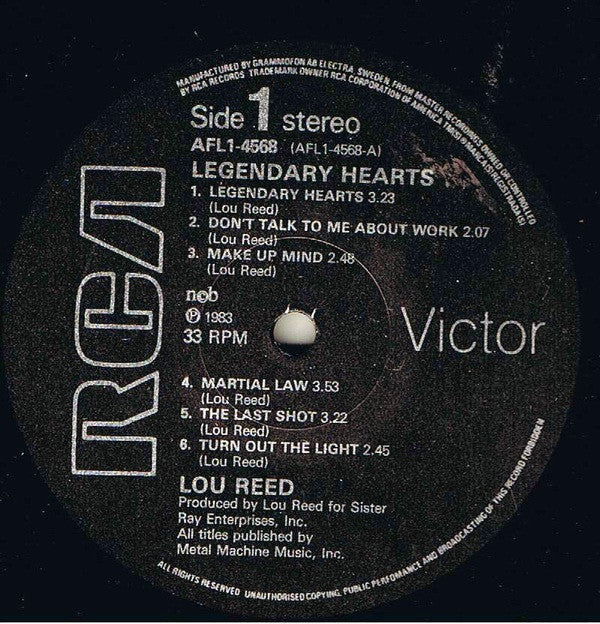 MANUFACTURED BY GRAMMOFON AB ELECTRA, SWEDEN, FROM MASTER RECORDINGS OWNED OR CONTROLLED
BY RCA RECORDS TRADEMARK OWNER RCA CORPORATION OF AMERICA TM(S) ® MARCA(S) REGISTRADA(S)
Side 1 stereo
AFL1-4568 (AFL1-4568-A)
LEGENDARY HEARTS
1. LEGENDARY HEARTS 3.23
(Lou Reed)
2. DON'T TALK TO ME ABOUT WORK 2.07
(Lou Reed)
3. MAKE UP MIND 2.48
(Lou Reed)
ncb
Ⓟ 1983
33 RPM
RCA
Victor
4. MARTIAL LAW 3.53
(Lou Reed)
5. THE LAST SHOT 3.22
(Lou Reed)
6. TURN OUT THE LIGHT 2.45
(Lou Reed)
LOU REED
Produced by Lou Reed for Sister
Ray Enterprises, Inc.
All titles published by
Metal Machine Music, Inc.
ALL RIGHTS RESERVED UNAUTHORISED COPYING, PUBLIC PERFOMANCE AND BROADCASTING OF THIS RECORD FORBIDDEN